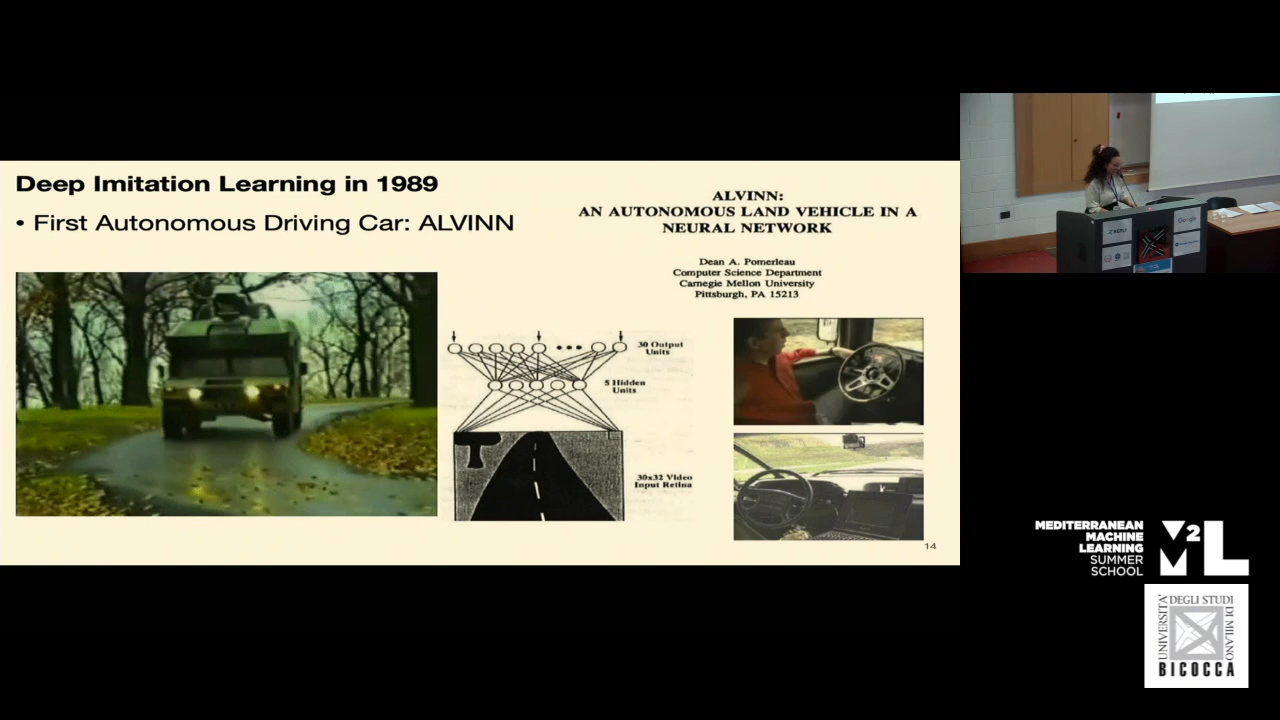 Deep Imitation Learning in 1989
• First Autonomous Driving Car: ALVINN
ALVINN:
AN AUTONOMOUS LAND VEHICLE IN A
NEURAL NETWORK
Dean A. Pomerleau
Computer Science Department
Carnegie Mellon University
Pittsburgh, PA 15213
30 Output
Units
5 Hidden
Units
30x32 Video
Input Retina
14
Google
MEDITERRANEAN
MACHINE
LEARNING
SUMMER
SCHOOL
M2L
UNIVERSITA'
DEGLI STUDI
DI MILANO
BICOCCA